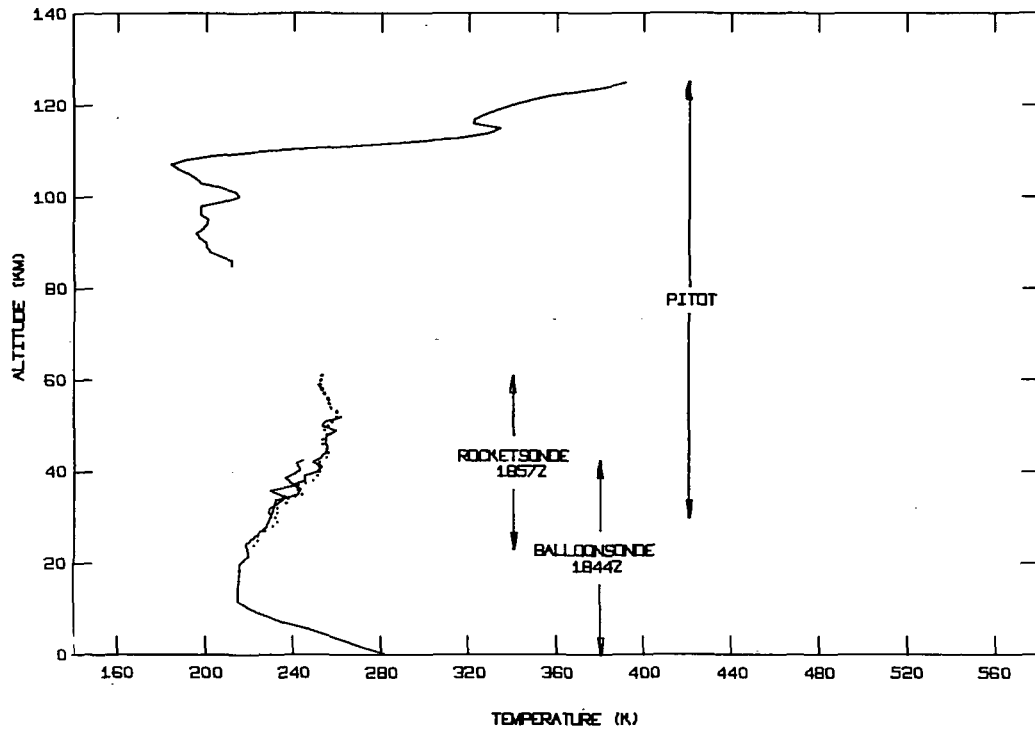 140
120
100
80
60
40
20
0
ALTITUDE (KM)
PITOT
ROCKETSONDE
1857Z
BALLOONSONDE
1844Z
160 200 240 280 320 360 400 440 480 520 560
TEMPERATURE (K)